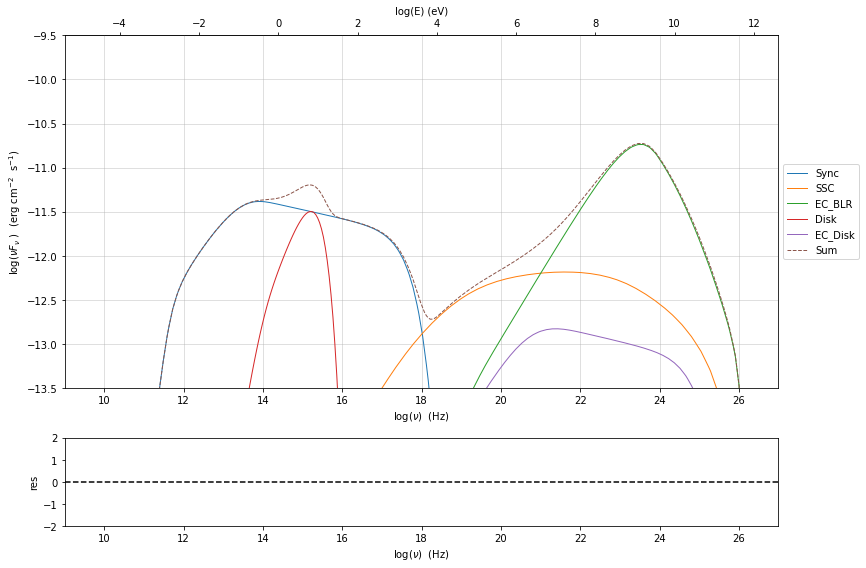 log(E) (eV)
−4 −2 0 2 4 6 8 10 12
−9.5
−10.0
−10.5
−11.0
−11.5
−12.0
−12.5
−13.0
−13.5
log(νFν ) (erg cm−2 s−1)
Sync
SSC
EC_BLR
Disk
EC_Disk
Sum
10 12 14 16 18 20 22 24 26
log(ν) (Hz)
2
1
0
−1
−2
res
10 12 14 16 18 20 22 24 26
log(ν) (Hz)